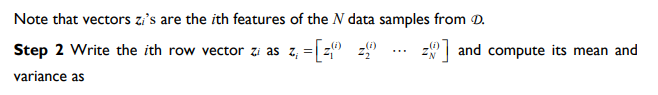 Note that vectors zᵢ's are the ith features of the N data samples from 𝒟.
Step 2 Write the ith row vector zᵢ as zᵢ = [z₁⁽ⁱ⁾ z₂⁽ⁱ⁾ ⋯ z_N⁽ⁱ⁾] and compute its mean and
variance as